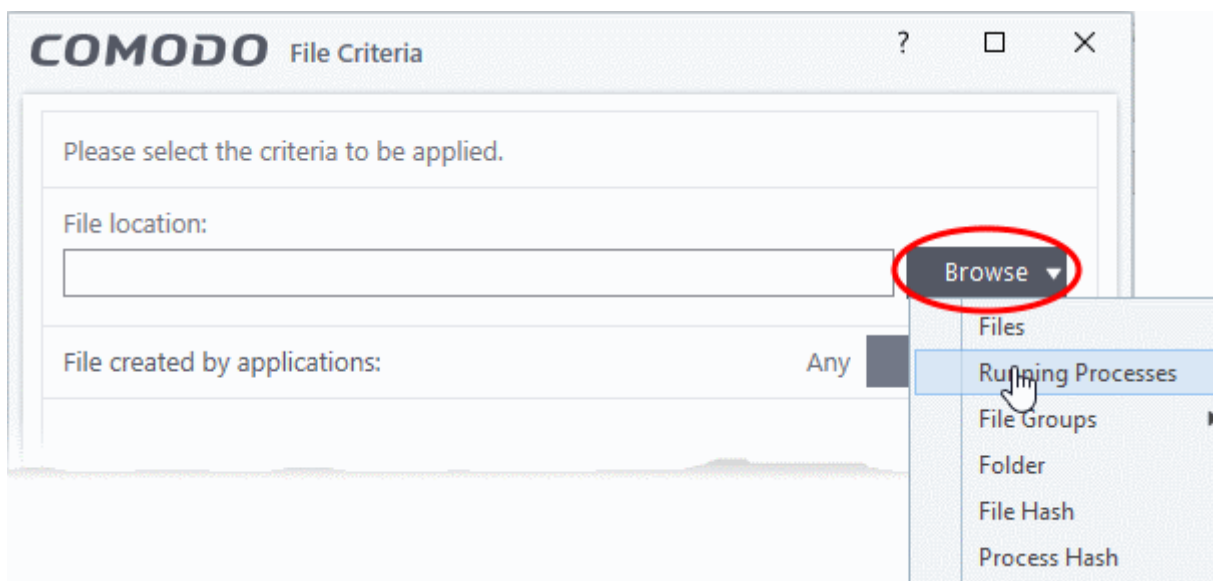 COMODO File Criteria ?
Please select the criteria to be applied.
File location:
Browse
Files
File created by applications: Any
Running Processes
File Groups
Folder
File Hash
Process Hash